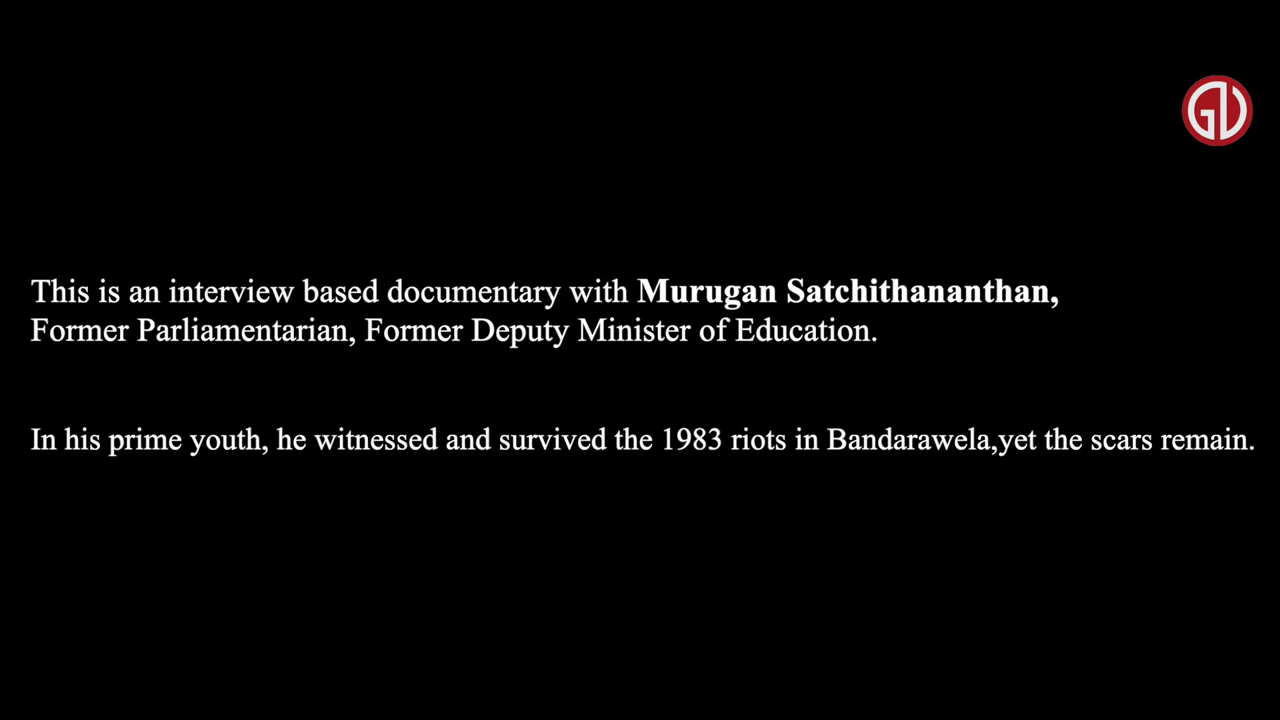 GV
This is an interview based documentary with Murugan Satchithananthan,
Former Parliamentarian, Former Deputy Minister of Education.
In his prime youth, he witnessed and survived the 1983 riots in Bandarawela,yet the scars remain.